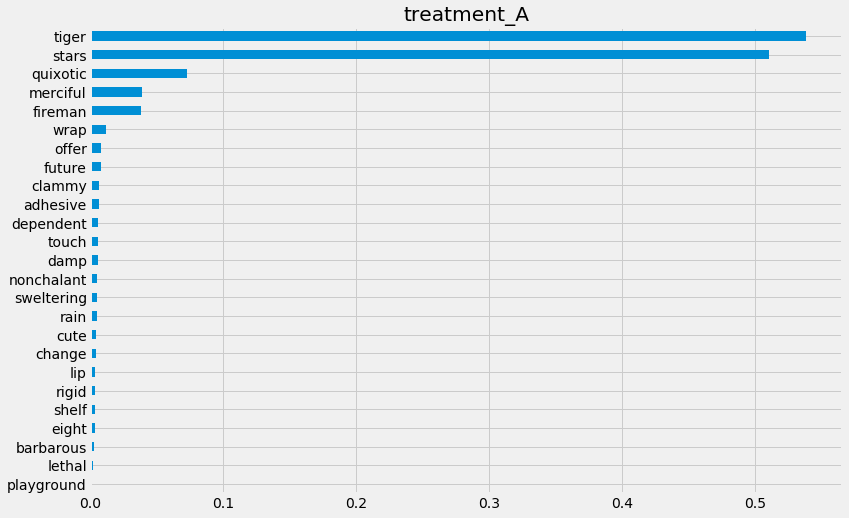 treatment_A
tiger
stars
quixotic
merciful
fireman
wrap
offer
future
clammy
adhesive
dependent
touch
damp
nonchalant
sweltering
rain
cute
change
lip
rigid
shelf
eight
barbarous
lethal
playground
0.0 0.1 0.2 0.3 0.4 0.5